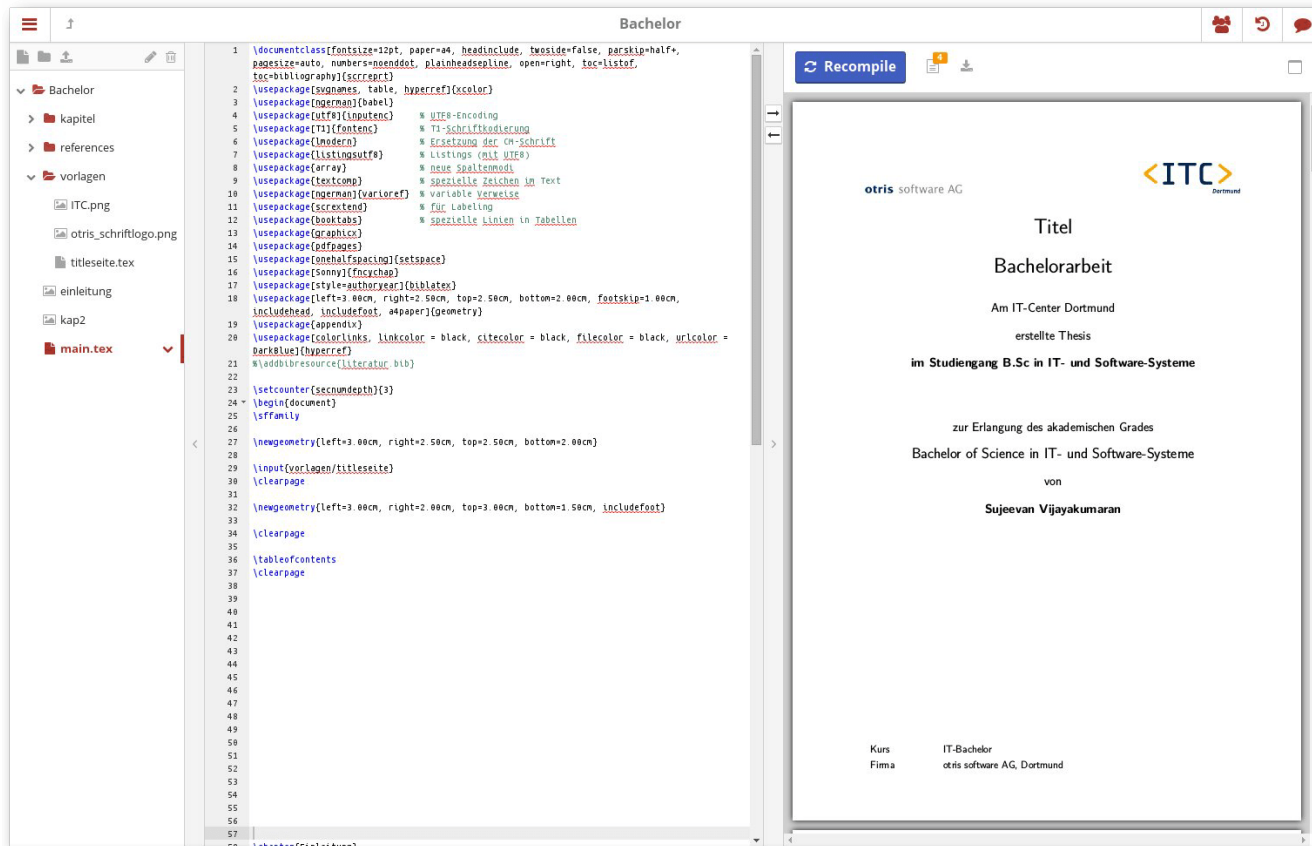 Bachelor
Bachelor
kapitel
references
vorlagen
ITC.png
otris_schriftlogo.png
titleseite.tex
einleitung
kap2
main.tex
1 \documentclass[fontsize=12pt, paper=a4, headinclude, twoside=false, parskip=half+,
pagesize=auto, numbers=noenddot, plainheadsepline, open=right, toc=listof,
toc=bibliography]{scrreprt}
2 \usepackage[svgnames, table, hyperref]{xcolor}
3 \usepackage[ngerman]{babel}
4 \usepackage[utf8]{inputenc} % UTF8-Encoding
5 \usepackage[T1]{fontenc} % T1-Schriftkodierung
6 \usepackage{lmodern} % Ersetzung der CM-Schrift
7 \usepackage{listingsutf8} % Listings (mit UTF8)
8 \usepackage{array} % neue Spaltenmodi
9 \usepackage{textcomp} % spezielle Zeichen im Text
10 \usepackage[ngerman]{varioref} % variable Verweise
11 \usepackage{scrextend} % für Labeling
12 \usepackage{booktabs} % spezielle Linien in Tabellen
13 \usepackage{graphicx}
14 \usepackage{pdfpages}
15 \usepackage[onehalfspacing]{setspace}
16 \usepackage[Sonny]{fncychap}
17 \usepackage[style=authoryear]{biblatex}
18 \usepackage[left=3.00cm, right=2.50cm, top=2.50cm, bottom=2.00cm, footskip=1.00cm,
includehead, includefoot, a4paper]{geometry}
19 \usepackage{appendix}
20 \usepackage[colorlinks, linkcolor = black, citecolor = black, filecolor = black, urlcolor =
DarkBlue]{hyperref}
21 %\addbibresource{literatur.bib}
22
23 \setcounter{secnumdepth}{3}
24 \begin{document}
25 \sffamily
26
27 \newgeometry{left=3.00cm, right=2.50cm, top=2.50cm, bottom=2.00cm}
28
29 \input{vorlagen/titleseite}
30 \clearpage
31
32 \newgeometry{left=3.00cm, right=2.00cm, top=3.00cm, bottom=1.50cm, includefoot}
33
34 \clearpage
35
36 \tableofcontents
37 \clearpage
38
39
40
41
42
43
44
45
46
47
48
49
50
51
52
53
54
55
56
57
Recompile
4
otris software AG
<ITC>
Dortmund
Titel
Bachelorarbeit
Am IT-Center Dortmund
erstellte Thesis
im Studiengang B.Sc in IT- und Software-Systeme
zur Erlangung des akademischen Grades
Bachelor of Science in IT- und Software-Systeme
von
Sujeevan Vijayakumaran
Kurs IT-Bachelor
Firma otris software AG, Dortmund